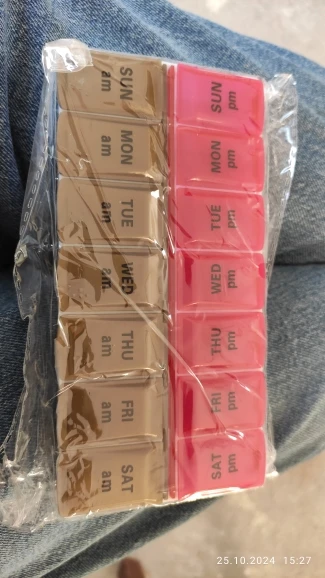 SUN
am
SUN
pm
MON
am
MON
pm
TUE
am
TUE
pm
WED
am
WED
pm
THU
am
THU
pm
FRI
am
FRI
pm
SAT
am
SAT
pm
25.10.2024 15:27